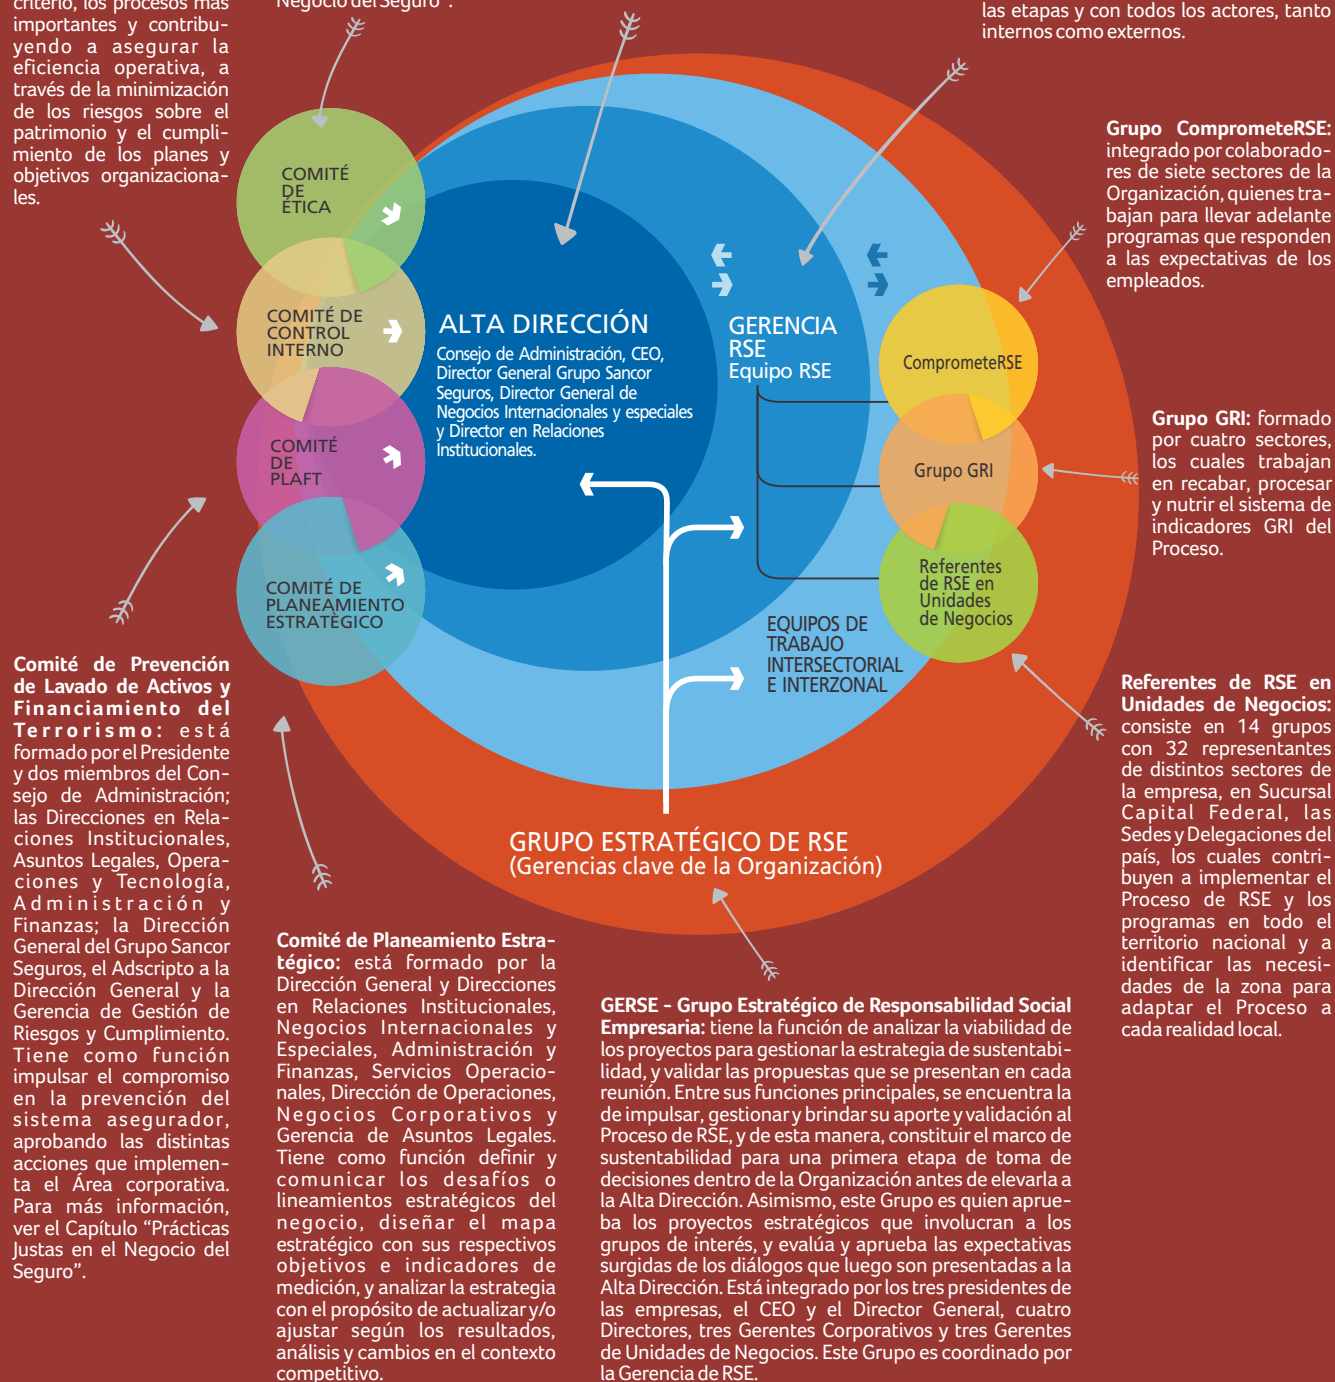 criterio, los procesos más
importantes y contribu-
yendo a asegurar la
eficiencia operativa, a
través de la minimización
de los riesgos sobre el
patrimonio y el cumpli-
miento de los planes y
objetivos organizaciona-
les.
Negocio del Seguro”.
las etapas y con todos los actores, tanto
internos como externos.
Grupo ComprometeRSE:
integrado por colaborado-
res de siete sectores de la
Organización, quienes tra-
bajan para llevar adelante
programas que responden
a las expectativas de los
empleados.
COMITÉ
DE
ÉTICA
COMITÉ DE
CONTROL
INTERNO
COMITÉ
DE
PLAFT
COMITÉ DE
PLANEAMIENTO
ESTRATÈGICO
ALTA DIRECCIÓN
Consejo de Administración, CEO,
Director General Grupo Sancor
Seguros, Director General de
Negocios Internacionales y especiales
y Director en Relaciones
Institucionales.
GERENCIA
RSE
Equipo RSE
ComprometeRSE
Grupo GRI
Referentes
de RSE en
Unidades
de Negocios
EQUIPOS DE
TRABAJO
INTERSECTORIAL
E INTERZONAL
GRUPO ESTRATÉGICO DE RSE
(Gerencias clave de la Organización)
Grupo GRI: formado
por cuatro sectores,
los cuales trabajan
en recabar, procesar
y nutrir el sistema de
indicadores GRI del
Proceso.
Referentes de RSE en
Unidades de Negocios:
consiste en 14 grupos
con 32 representantes
de distintos sectores de
la empresa, en Sucursal
Capital Federal, las
Sedes y Delegaciones del
país, los cuales contri-
buyen a implementar el
Proceso de RSE y los
programas en todo el
territorio nacional y a
identificar las necesi-
dades de la zona para
adaptar el Proceso a
cada realidad local.
Comité de Prevención
de Lavado de Activos y
Financiamiento del
Terrorismo: está
formado por el Presidente
y dos miembros del Con-
sejo de Administración;
las Direcciones en Rela-
ciones Institucionales,
Asuntos Legales, Opera-
ciones y Tecnología,
Administración y
Finanzas; la Dirección
General del Grupo Sancor
Seguros, el Adscripto a la
Dirección General y la
Gerencia de Gestión de
Riesgos y Cumplimiento.
Tiene como función
impulsar el compromiso
en la prevención del
sistema asegurador,
aprobando las distintas
acciones que implemen-
ta el Área corporativa.
Para más información,
ver el Capítulo “Prácticas
Justas en el Negocio del
Seguro”.
Comité de Planeamiento Estra-
tégico: está formado por la
Dirección General y Direcciones
en Relaciones Institucionales,
Negocios Internacionales y
Especiales, Administración y
Finanzas, Servicios Operacio-
nales, Dirección de Operaciones,
Negocios Corporativos y
Gerencia de Asuntos Legales.
Tiene como función definir y
comunicar los desafíos o
lineamientos estratégicos del
negocio, diseñar el mapa
estratégico con sus respectivos
objetivos e indicadores de
medición, y analizar la estrategia
con el propósito de actualizar y/o
ajustar según los resultados,
análisis y cambios en el contexto
competitivo.
GERSE – Grupo Estratégico de Responsabilidad Social
Empresaria: tiene la función de analizar la viabilidad de
los proyectos para gestionar la estrategia de sustentabi-
lidad, y validar las propuestas que se presentan en cada
reunión. Entre sus funciones principales, se encuentra la
de impulsar, gestionar y brindar su aporte y validación al
Proceso de RSE, y de esta manera, constituir el marco de
sustentabilidad para una primera etapa de toma de
decisiones dentro de la Organización antes de elevarla a
la Alta Dirección. Asimismo, este Grupo es quien aprue-
ba los proyectos estratégicos que involucran a los
grupos de interés, y evalúa y aprueba las expectativas
surgidas de los diálogos que luego son presentadas a la
Alta Dirección. Está integrado por los tres presidentes de
las empresas, el CEO y el Director General, cuatro
Directores, tres Gerentes Corporativos y tres Gerentes
de Unidades de Negocios. Este Grupo es coordinado por
la Gerencia de RSE.